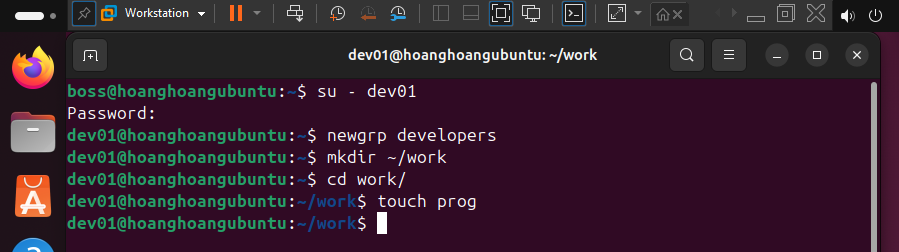 Workstation
dev01@hoanghoangubuntu: ~/work
boss@hoanghoangubuntu:~$ su - dev01
Password:
dev01@hoanghoangubuntu:~$ newgrp developers
dev01@hoanghoangubuntu:~$ mkdir ~/work
dev01@hoanghoangubuntu:~$ cd work/
dev01@hoanghoangubuntu:~/work$ touch prog
dev01@hoanghoangubuntu:~/work$